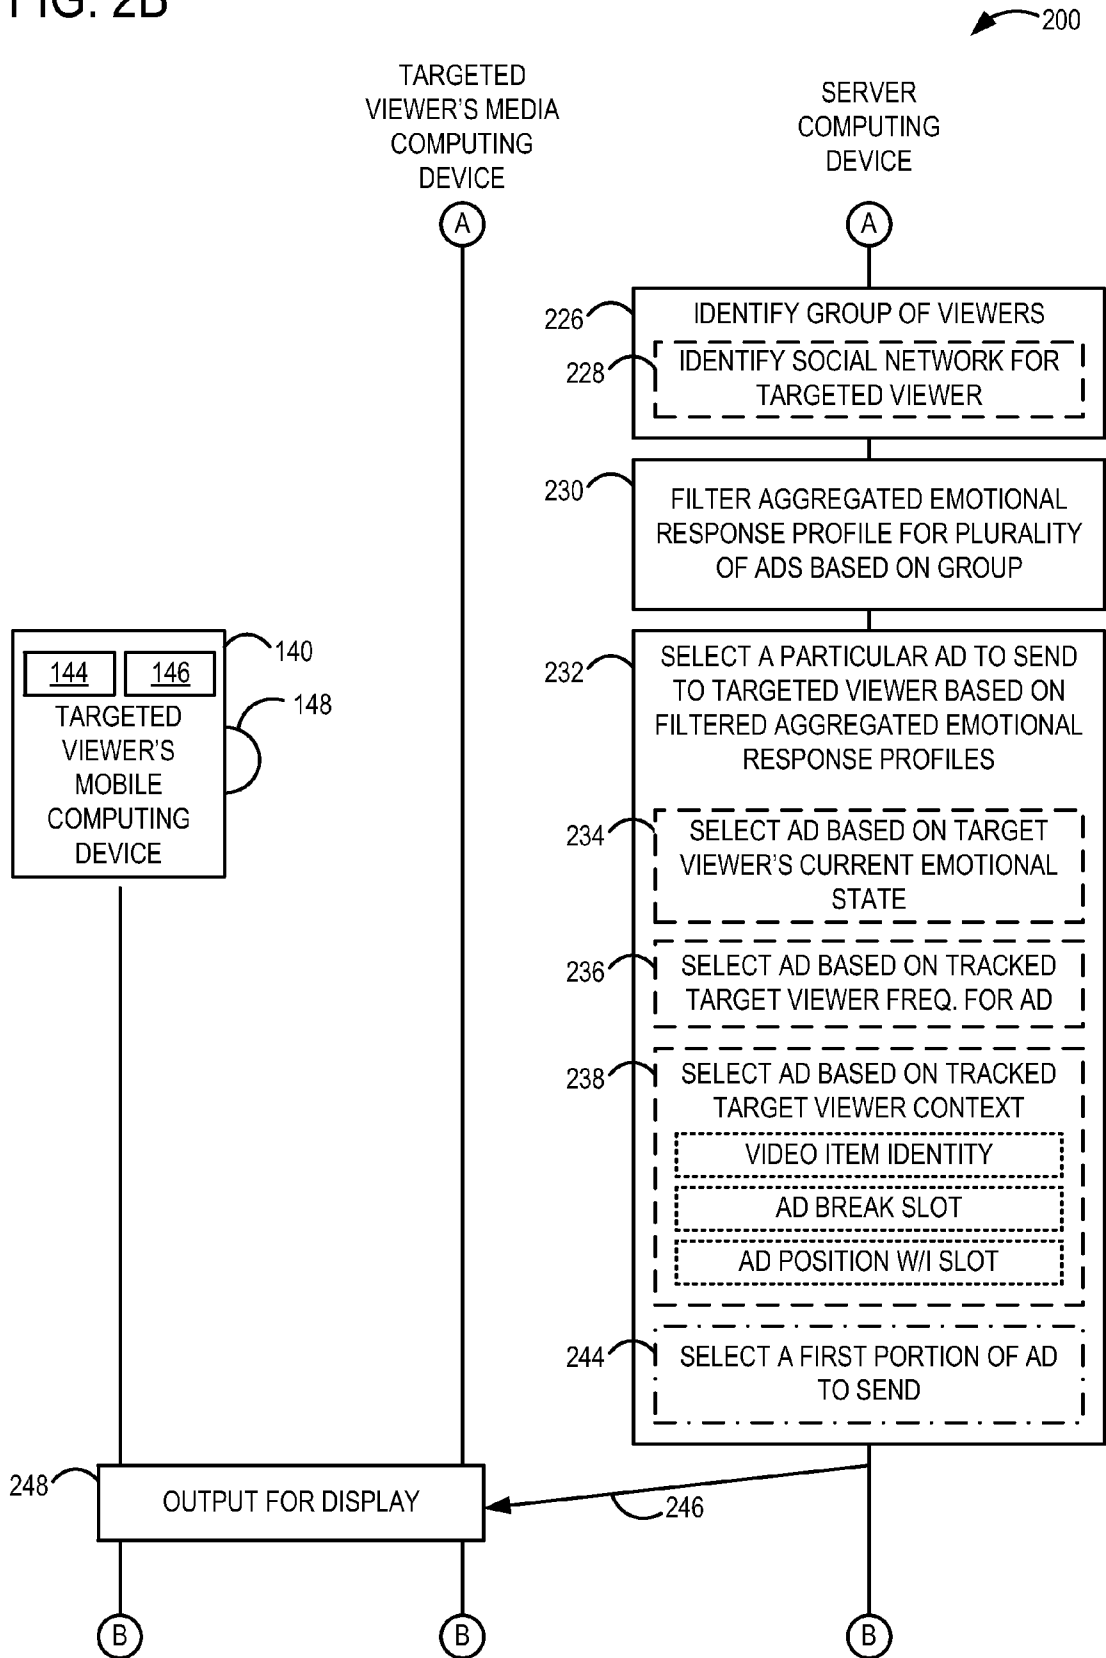 FIG. 2B
200
TARGETED
VIEWER'S MEDIA
COMPUTING
DEVICE
SERVER
COMPUTING
DEVICE
A
A
226
IDENTIFY GROUP OF VIEWERS
228
IDENTIFY SOCIAL NETWORK FOR
TARGETED VIEWER
230
FILTER AGGREGATED EMOTIONAL
RESPONSE PROFILE FOR PLURALITY
OF ADS BASED ON GROUP
140
144
146
148
TARGETED
VIEWER'S
MOBILE
COMPUTING
DEVICE
232
SELECT A PARTICULAR AD TO SEND
TO TARGETED VIEWER BASED ON
FILTERED AGGREGATED EMOTIONAL
RESPONSE PROFILES
234
SELECT AD BASED ON TARGET
VIEWER'S CURRENT EMOTIONAL
STATE
236
SELECT AD BASED ON TRACKED
TARGET VIEWER FREQ. FOR AD
238
SELECT AD BASED ON TRACKED
TARGET VIEWER CONTEXT
VIDEO ITEM IDENTITY
AD BREAK SLOT
AD POSITION W/I SLOT
244
SELECT A FIRST PORTION OF AD
TO SEND
248
OUTPUT FOR DISPLAY
246
B
B
B